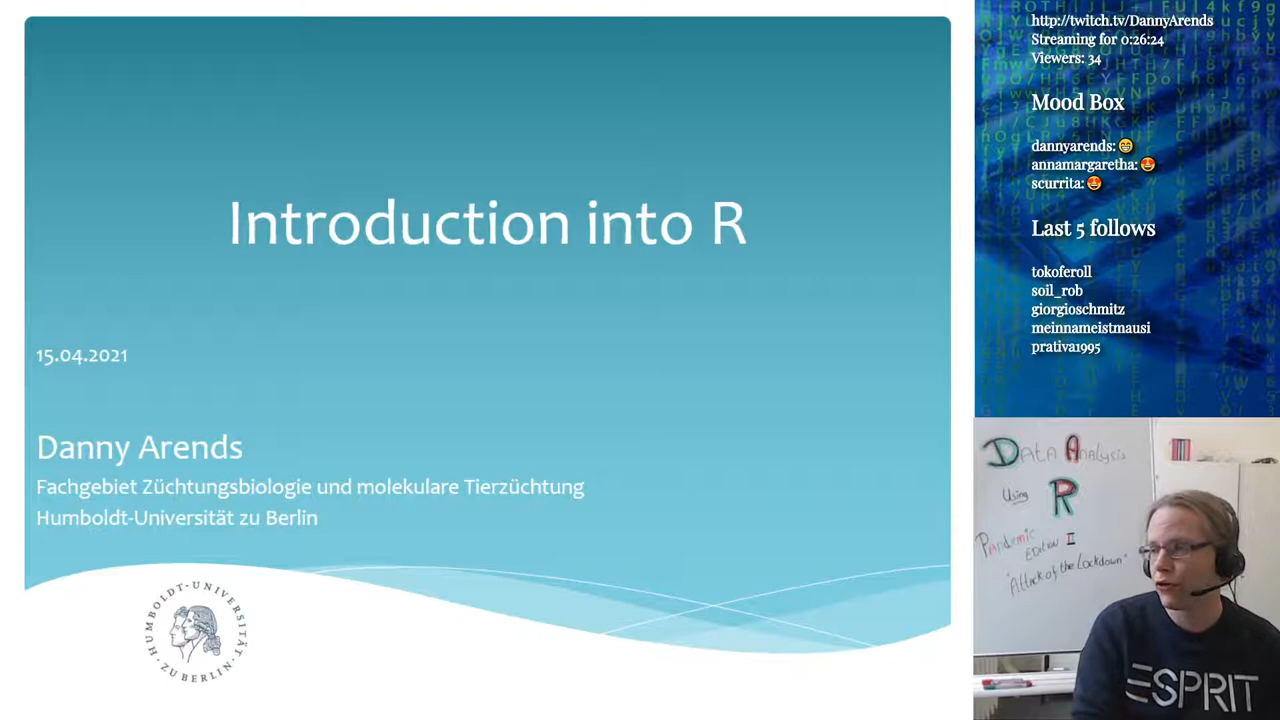 Introduction into R
15.04.2021
Danny Arends
Fachgebiet Züchtungsbiologie und molekulare Tierzüchtung
Humboldt-Universität zu Berlin
HUMBOLDT-UNIVERSITÄT
ZU BERLIN
http://twitch.tv/DannyArends
Streaming for 0:26:24
Viewers: 34
Mood Box
dannyarends: 😁
annamargaretha: 😍
scurrita: 😍
Last 5 follows
tokoferoll
soil_rob
giorgioschmitz
meinnameistmausi
prativa1995
DATA ANALYSIS
Using R
Pandemic
EDITION II
"Attack of the Lockdown"
ESPRIT